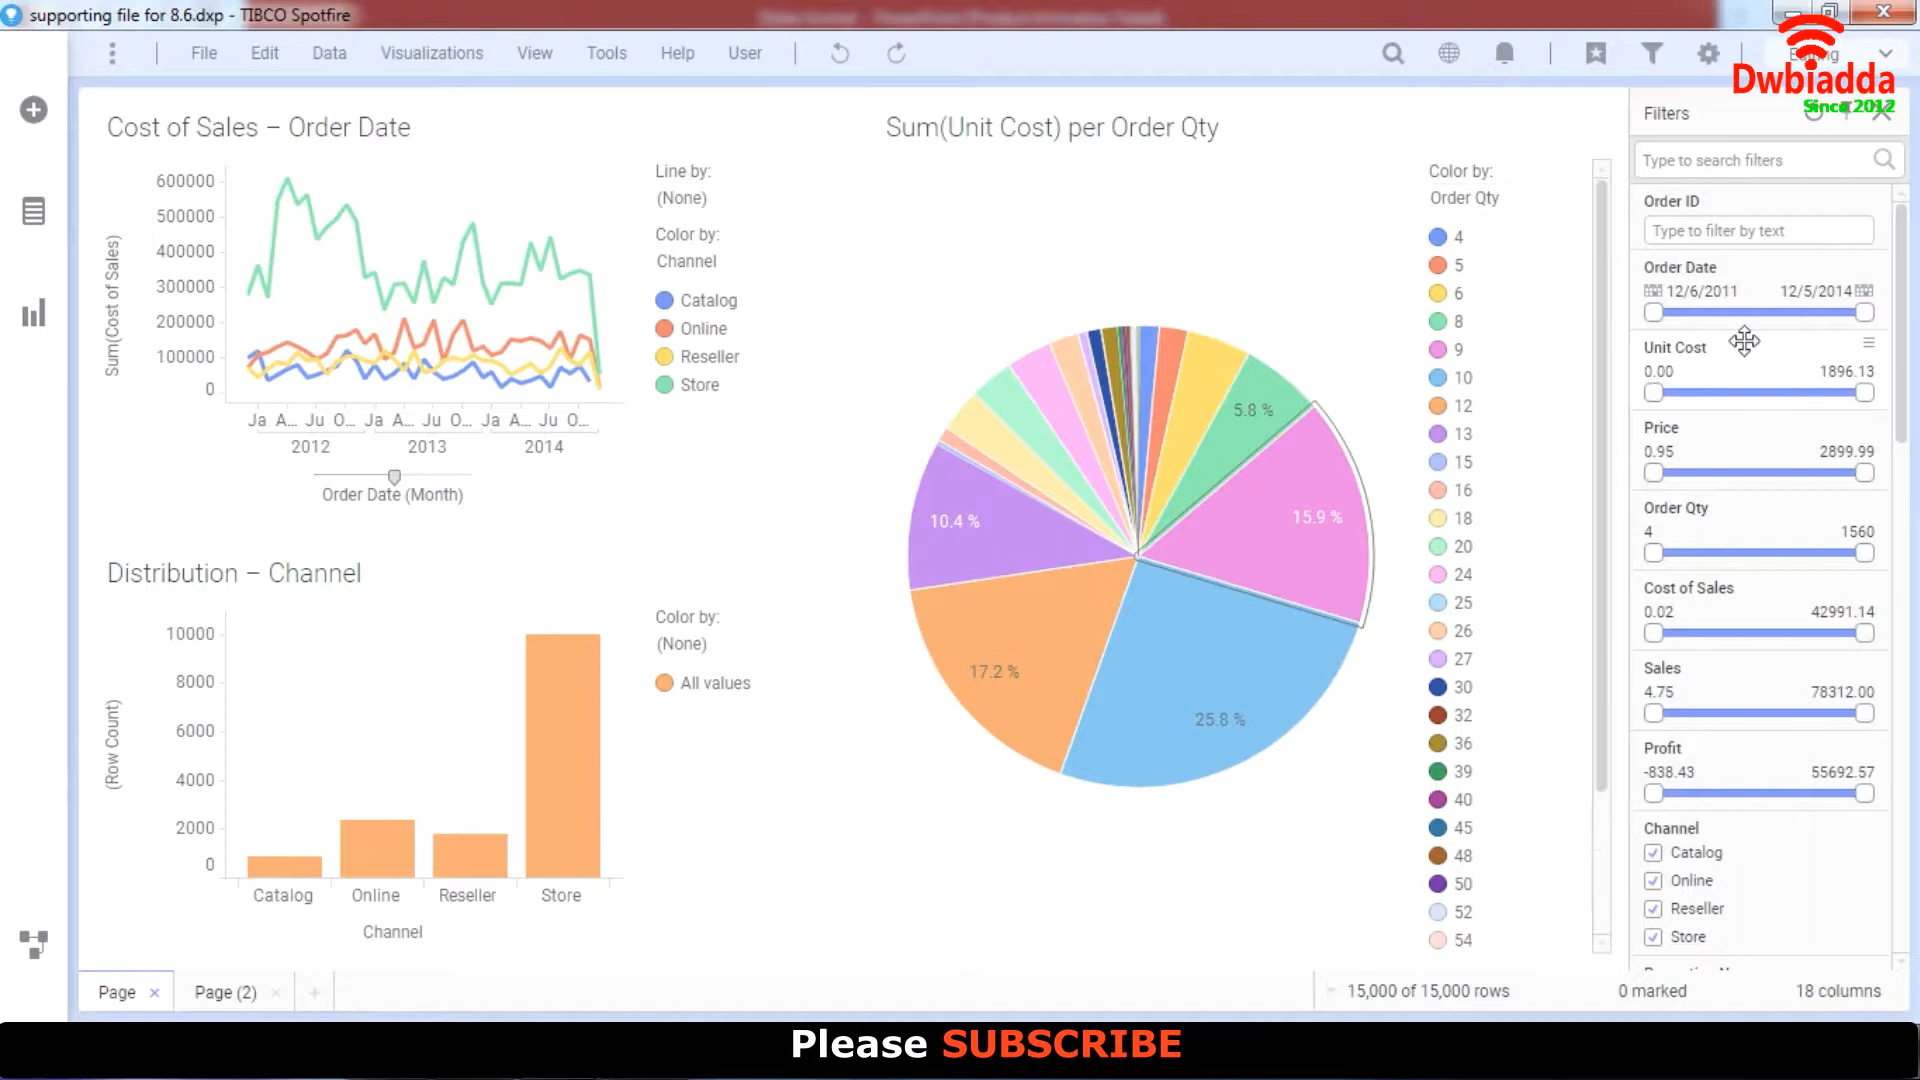 supporting file for 8.6.dxp - TIBCO Spotfire
File Edit Data Visualizations View Tools Help User
Dwbiadda
Since 2012
Cost of Sales – Order Date
Sum(Cost of Sales)
600000
500000
400000
300000
200000
100000
0
Ja A... Ju O... Ja A... Ju O... Ja A... Ju O...
2012 2013 2014
Order Date (Month)
Line by:
(None)
Color by:
Channel
Catalog
Online
Reseller
Store
Distribution – Channel
(Row Count)
10000
8000
6000
4000
2000
0
Catalog Online Reseller Store
Channel
Color by:
(None)
All values
Sum(Unit Cost) per Order Qty
5.8 %
15.9 %
10.4 %
17.2 %
25.8 %
Color by:
Order Qty
4
5
6
8
9
10
12
13
15
16
18
20
24
25
26
27
30
32
36
39
40
45
48
50
52
54
Filters
Type to search filters
Order ID
Type to filter by text
Order Date
12/6/2011 12/5/2014
Unit Cost
0.00 1896.13
Price
0.95 2899.99
Order Qty
4 1560
Cost of Sales
0.02 42991.14
Sales
4.75 78312.00
Profit
-838.43 55692.57
Channel
Catalog
Online
Reseller
Store
Page Page (2)
15,000 of 15,000 rows 0 marked 18 columns
Please SUBSCRIBE